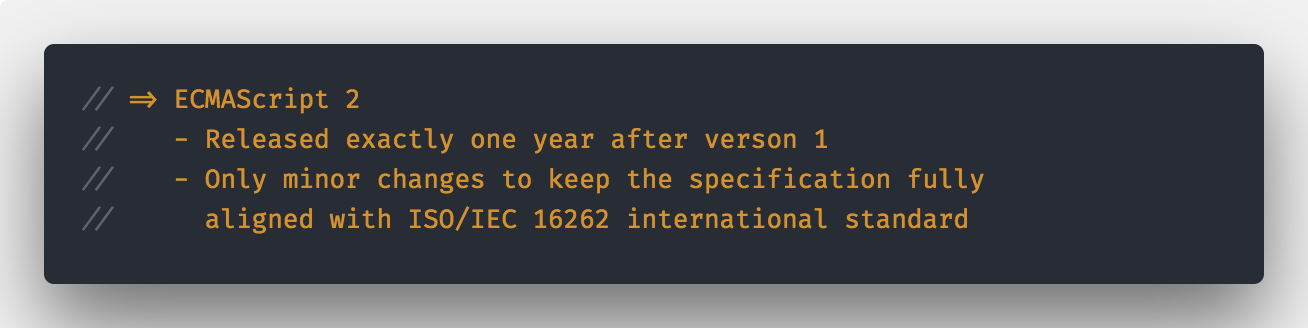 // => ECMAScript 2
//    - Released exactly one year after verson 1
//    - Only minor changes to keep the specification fully
//      aligned with ISO/IEC 16262 international standard